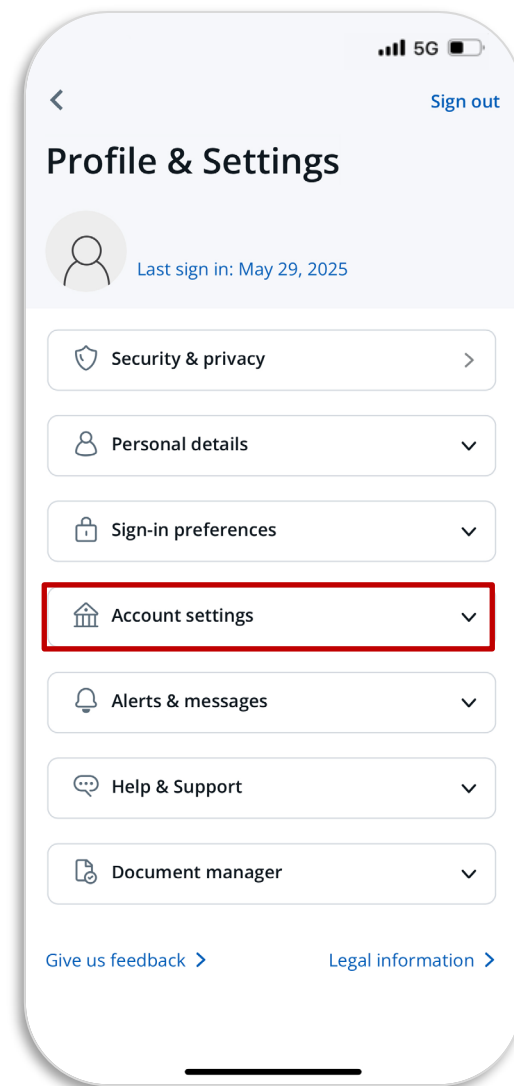 5G
Sign out
Profile & Settings
Last sign in: May 29, 2025
Security & privacy
Personal details
Sign-in preferences
Account settings
Alerts & messages
Help & Support
Document manager
Give us feedback
Legal information